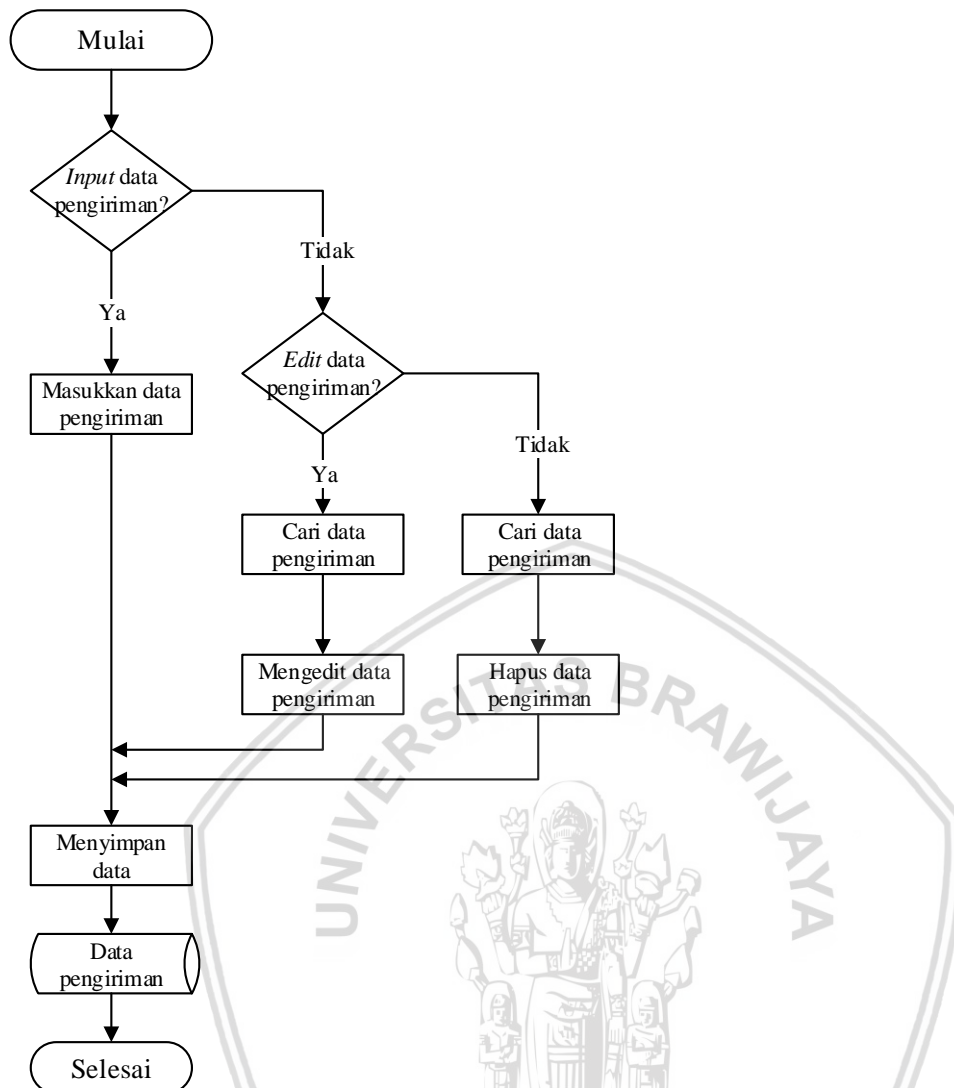 Mulai
Input data
pengiriman?
Tidak
Ya
Edit data
pengiriman?
Masukkan data
pengiriman
Tidak
Ya
Cari data
pengiriman
Cari data
pengiriman
Mengedit data
pengiriman
Hapus data
pengiriman
UNIVERSITAS BRAWIJAYA
Menyimpan
data
Data
pengiriman
Selesai